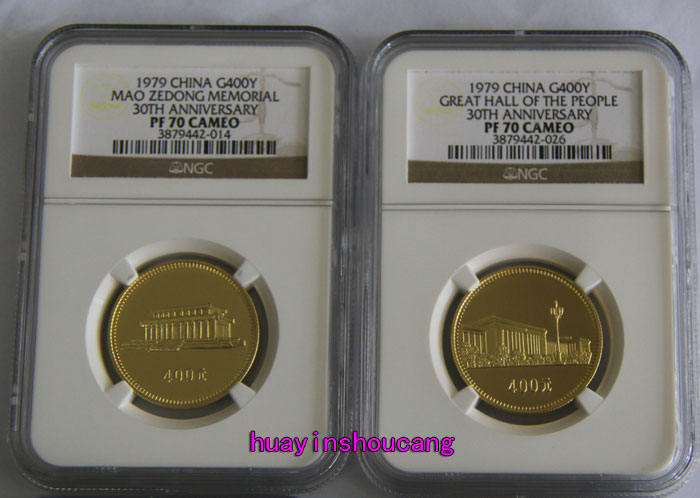 1979 CHINA G400Y
MAO ZEDONG MEMORIAL
30TH ANNIVERSARY
PF 70 CAMEO
3879442-014
NGC
400元
1979 CHINA G400Y
GREAT HALL OF THE PEOPLE
30TH ANNIVERSARY
PF 70 CAMEO
3879442-026
NGC
400元
huayinshoucang